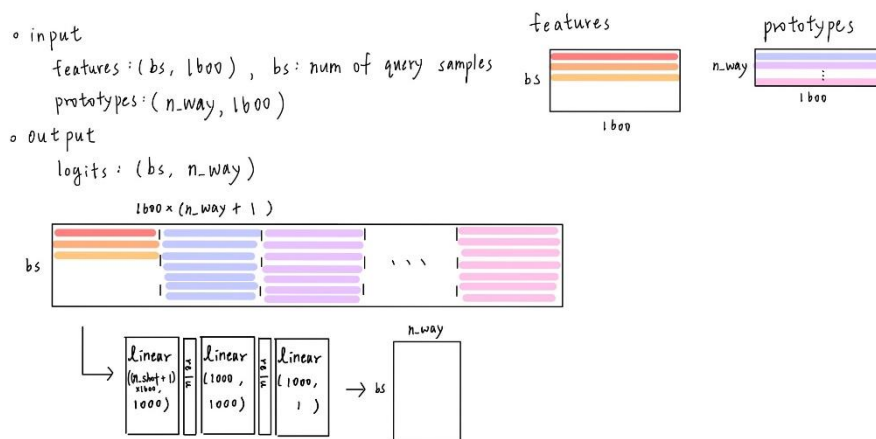 ◦ input
features : (bs, 1600) , bs : num of query samples
prototypes : (n_way, 1600)
◦ output
logits : (bs, n_way)
features
bs
1600
prototypes
n_way
⋮
1600
1600 × (n_way + 1 )
bs
...
linear
((n_shot + 1)
×1600,
1000)
relu
linear
(1000,
1000)
relu
linear
(1000,
1 )
n_way
bs